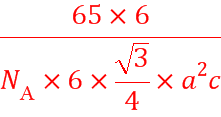 65 × 6
N_A × 6 × √3/4 × a²c